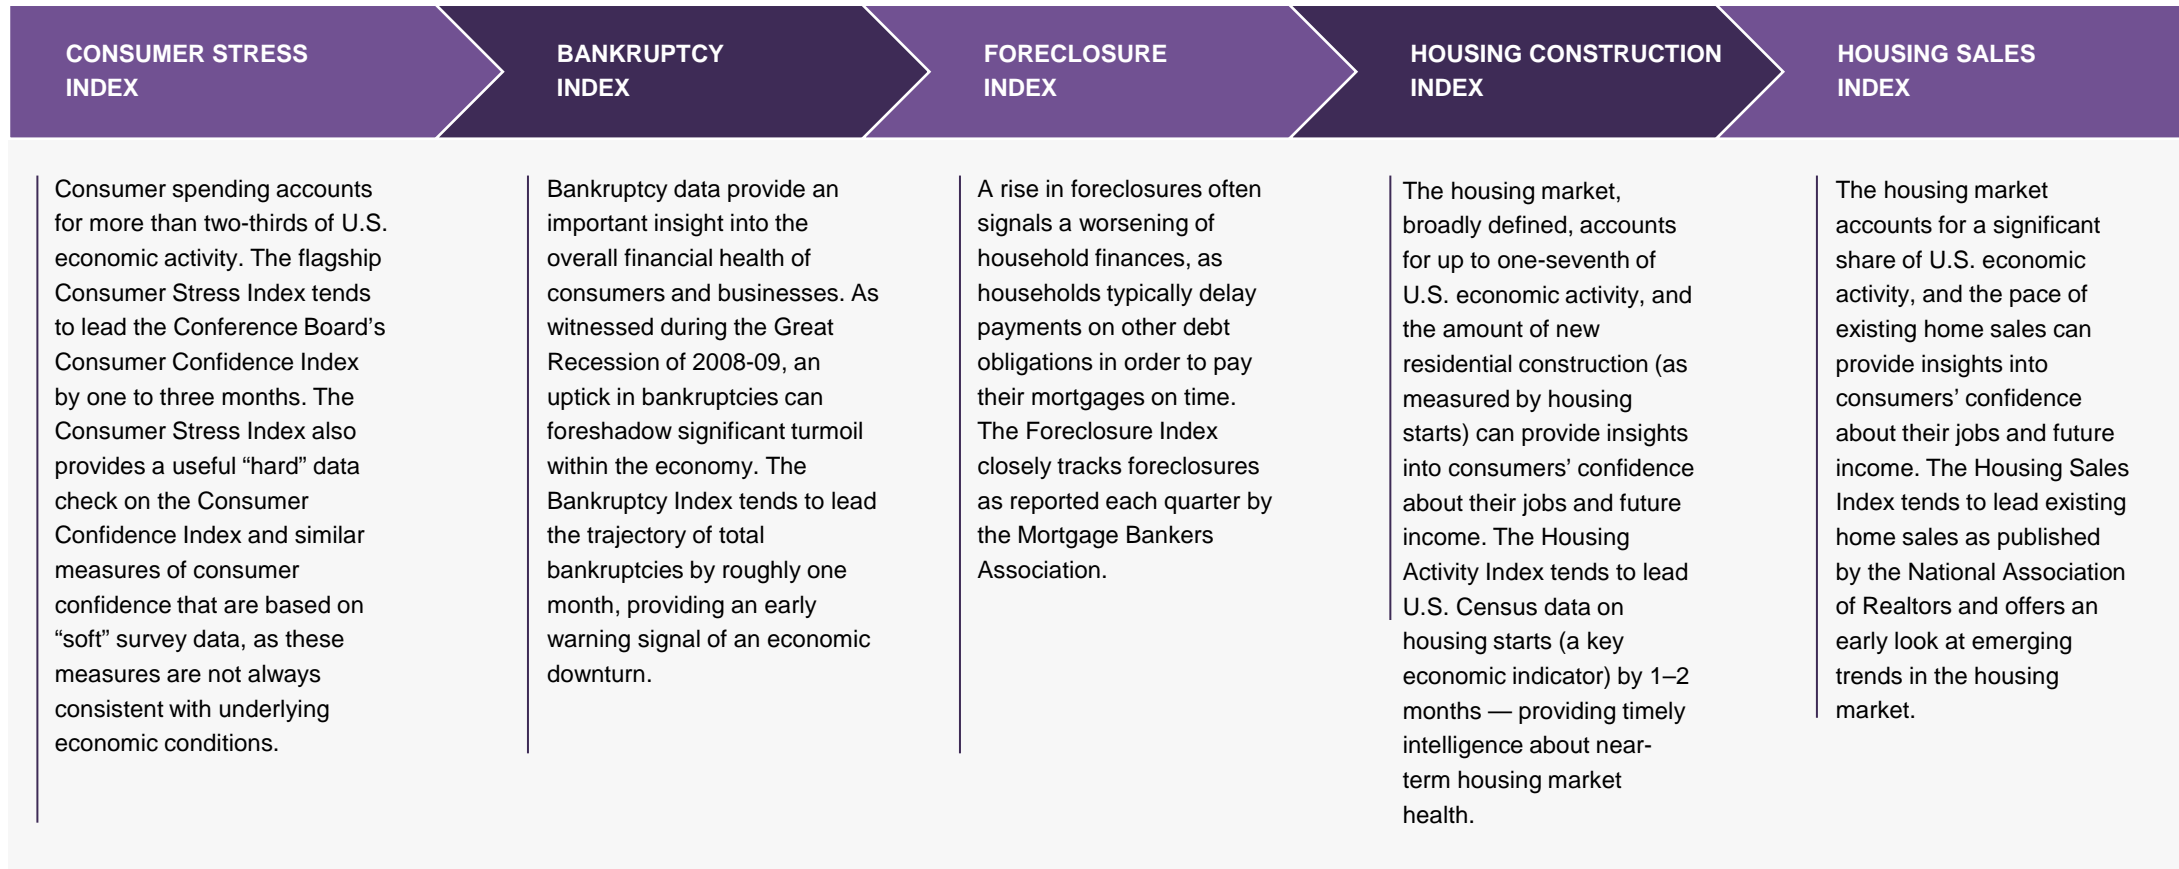 CONSUMER STRESS
INDEX
Consumer spending accounts
for more than two-thirds of U.S.
economic activity. The flagship
Consumer Stress Index tends
to lead the Conference Board’s
Consumer Confidence Index
by one to three months. The
Consumer Stress Index also
provides a useful “hard” data
check on the Consumer
Confidence Index and similar
measures of consumer
confidence that are based on
“soft” survey data, as these
measures are not always
consistent with underlying
economic conditions.
BANKRUPTCY
INDEX
Bankruptcy data provide an
important insight into the
overall financial health of
consumers and businesses. As
witnessed during the Great
Recession of 2008-09, an
uptick in bankruptcies can
foreshadow significant turmoil
within the economy. The
Bankruptcy Index tends to lead
the trajectory of total
bankruptcies by roughly one
month, providing an early
warning signal of an economic
downturn.
FORECLOSURE
INDEX
A rise in foreclosures often
signals a worsening of
household finances, as
households typically delay
payments on other debt
obligations in order to pay
their mortgages on time.
The Foreclosure Index
closely tracks foreclosures
as reported each quarter by
the Mortgage Bankers
Association.
HOUSING CONSTRUCTION
INDEX
The housing market,
broadly defined, accounts
for up to one-seventh of
U.S. economic activity, and
the amount of new
residential construction (as
measured by housing
starts) can provide insights
into consumers’ confidence
about their jobs and future
income. The Housing
Activity Index tends to lead
U.S. Census data on
housing starts (a key
economic indicator) by 1–2
months — providing timely
intelligence about near-
term housing market
health.
HOUSING SALES
INDEX
The housing market
accounts for a significant
share of U.S. economic
activity, and the pace of
existing home sales can
provide insights into
consumers’ confidence
about their jobs and future
income. The Housing Sales
Index tends to lead existing
home sales as published
by the National Association
of Realtors and offers an
early look at emerging
trends in the housing
market.